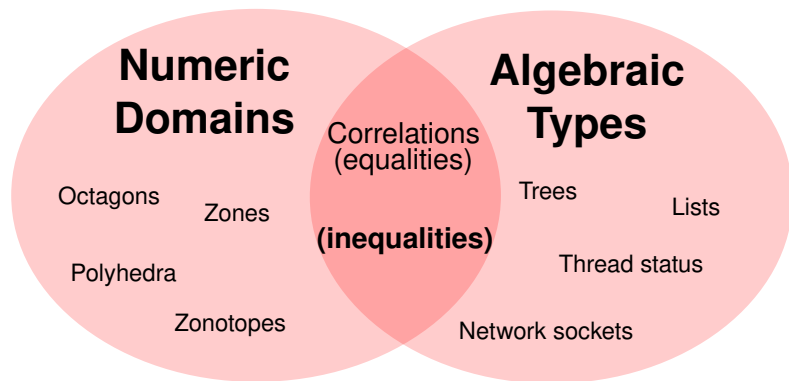 Numeric
Domains
Octagons
Zones
Polyhedra
Zonotopes
Correlations
(equalities)
(inequalities)
Algebraic
Types
Trees
Lists
Thread status
Network sockets